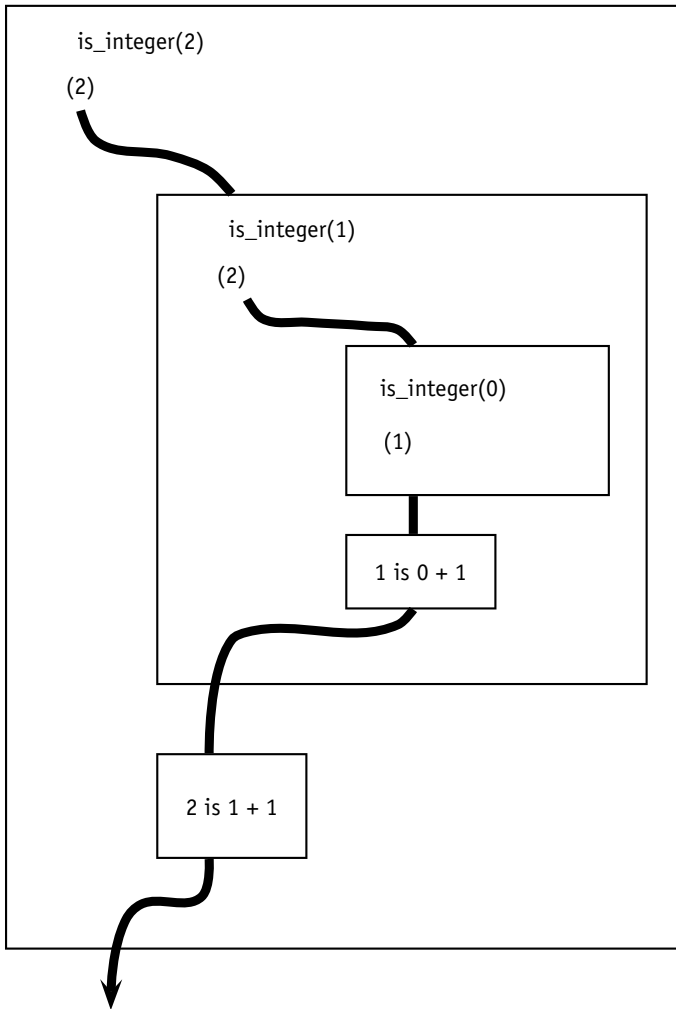 is_integer(2)
(2)
is_integer(1)
(2)
is_integer(0)
(1)
1 is 0 + 1
2 is 1 + 1